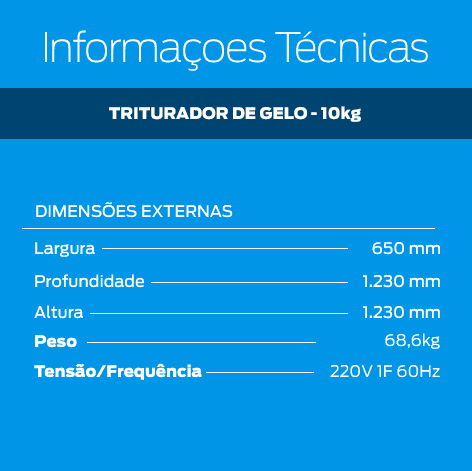 Informaçoes Técnicas
TRITURADOR DE GELO - 10kg
DIMENSÕES EXTERNAS
Largura 650 mm
Profundidade 1.230 mm
Altura 1.230 mm
Peso 68,6kg
Tensão/Frequência 220V 1F 60Hz